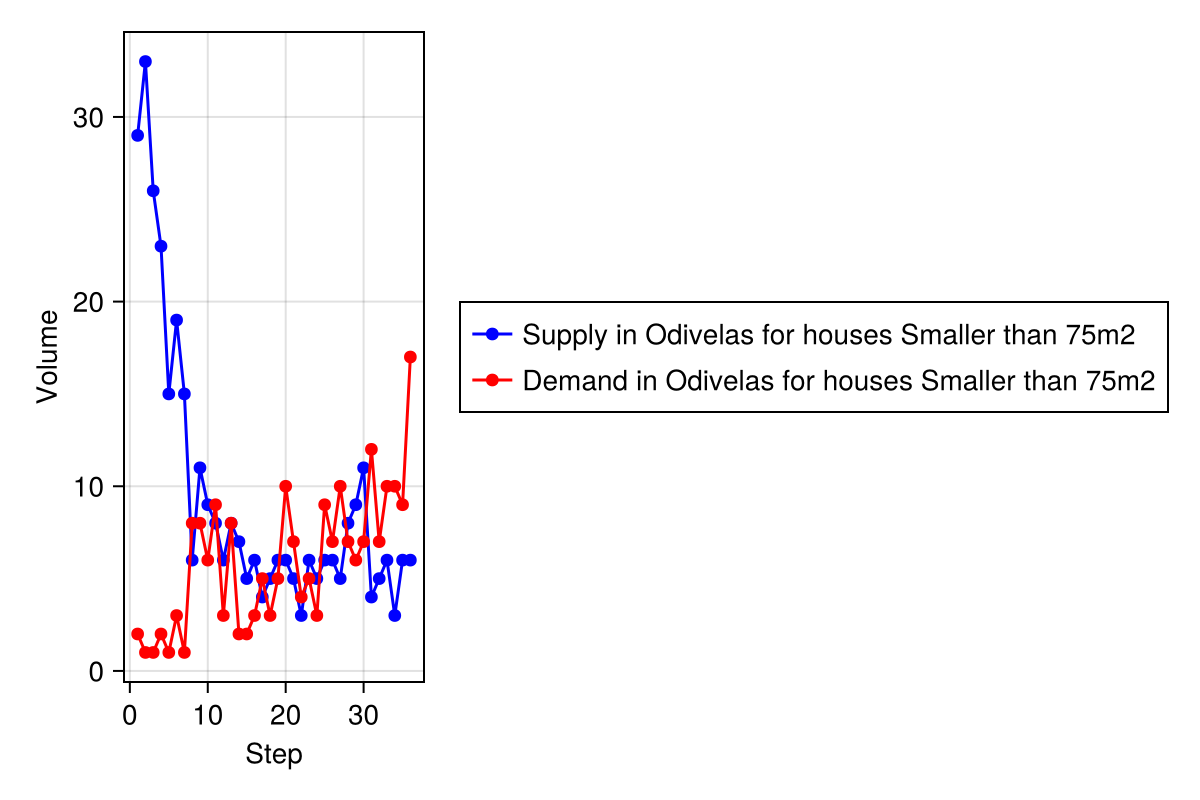 Volume
30
20
10
0
0 10 20 30
Step
Supply in Odivelas for houses Smaller than 75m2
Demand in Odivelas for houses Smaller than 75m2